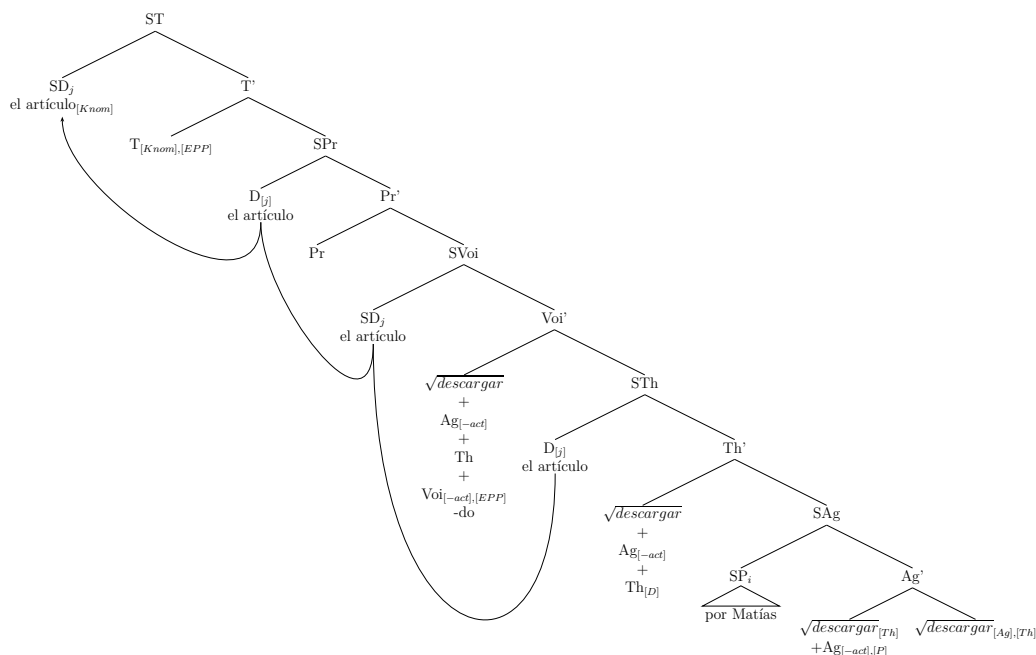 ST
SD_j
el artículo_[Knom]
T'
T_[Knom],[EPP]
SPr
D_[j]
el artículo
Pr'
Pr
SVoi
SD_j
el artículo
Voi'
√descargar
+
Ag_[-act]
+
Th
+
Voi_[-act],[EPP]
-do
STh
D_[j]
el artículo
Th'
√descargar
+
Ag_[-act]
+
Th_[D]
SAg
SP_i
por Matías
Ag'
√descargar_[Th]
+Ag_[-act],[P]
√descargar_[Ag],[Th]